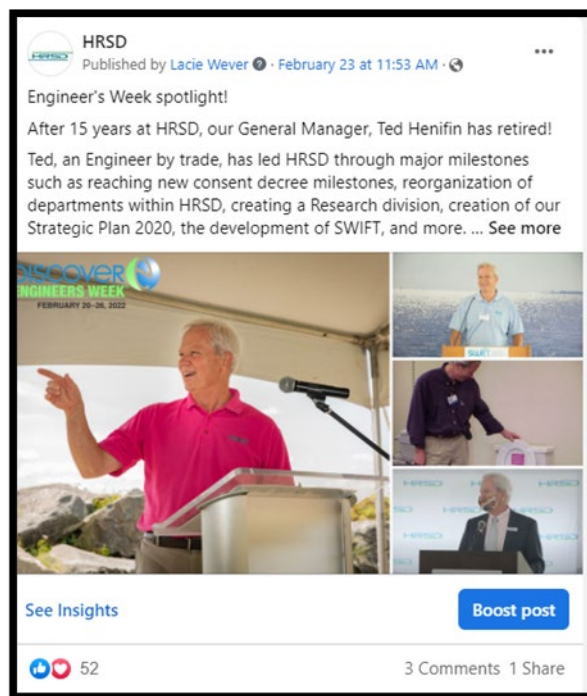 HRSD
HRSD
Published by Lacie Wever · February 23 at 11:53 AM ·
Engineer's Week spotlight!
After 15 years at HRSD, our General Manager, Ted Henifin has retired!
Ted, an Engineer by trade, has led HRSD through major milestones
such as reaching new consent decree milestones, reorganization of
departments within HRSD, creating a Research division, creation of our
Strategic Plan 2020, the development of SWIFT, and more. ... See more
DISCOVER
ENGINEERS WEEK
FEBRUARY 20–26, 2022
SWIFT
HRSD
HRSD
HRSD
See Insights
Boost post
52
3 Comments 1 Share